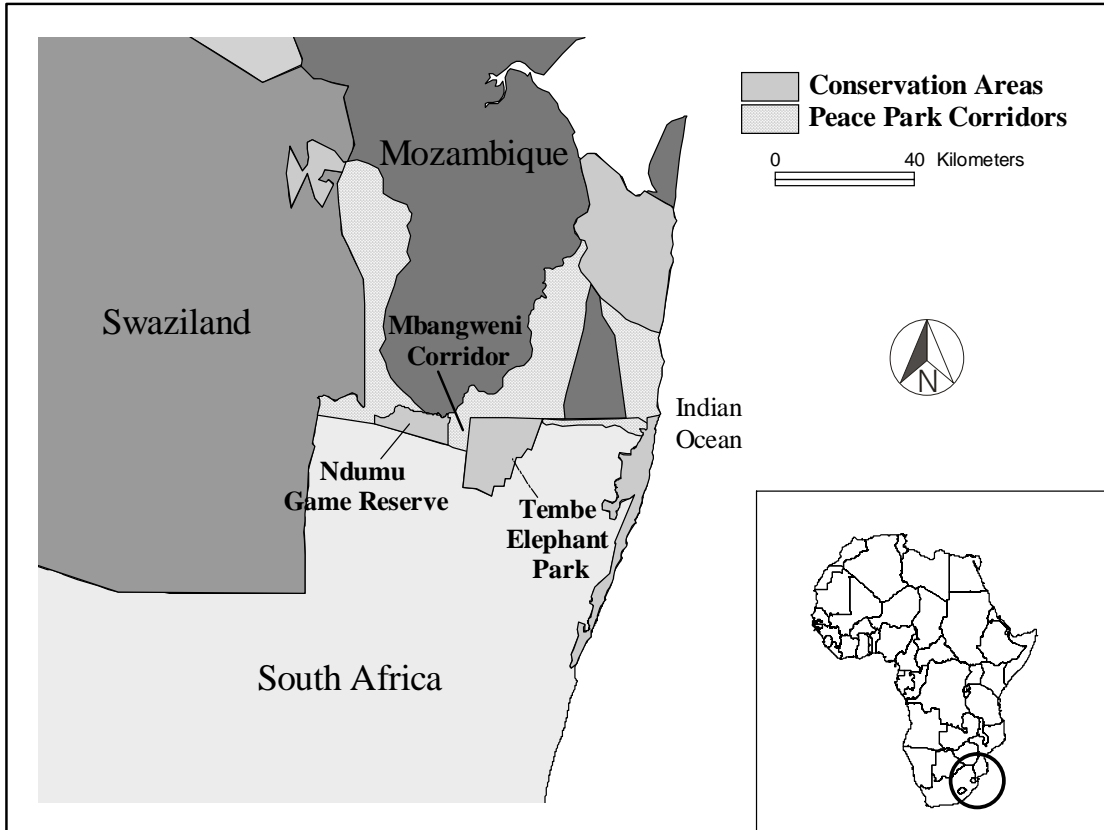 Conservation Areas
Peace Park Corridors
0 40 Kilometers
Mozambique
Swaziland
Mbangweni
Corridor
N
Indian
Ocean
Ndumu
Game Reserve
Tembe
Elephant
Park
South Africa